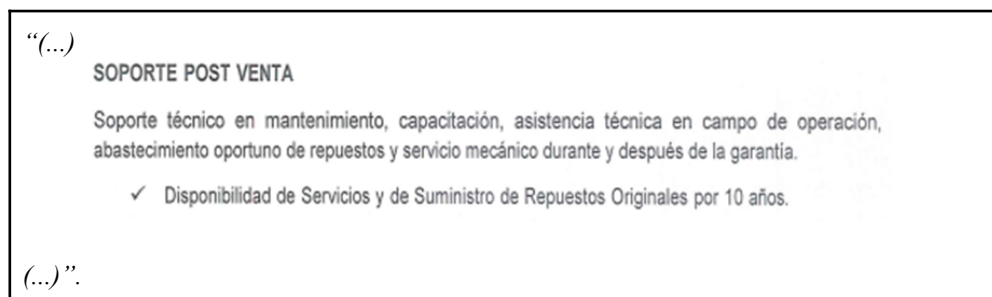 “(...)
SOPORTE POST VENTA
Soporte técnico en mantenimiento, capacitación, asistencia técnica en campo de operación,
abastecimiento oportuno de repuestos y servicio mecánico durante y después de la garantía.
✓ Disponibilidad de Servicios y de Suministro de Repuestos Originales por 10 años.
(...)”.